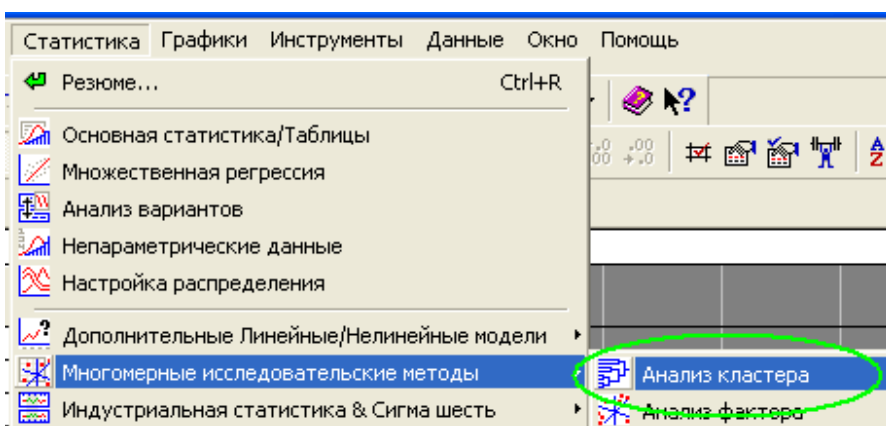 Статистика Графики Инструменты Данные Окно Помощь
Резюме... Ctrl+R
Основная статистика/Таблицы
Множественная регрессия
Анализ вариантов
Непараметрические данные
Настройка распределения
Дополнительные Линейные/Нелинейные модели
Многомерные исследовательские методы
Анализ кластера
Индустриальная статистика & Сигма шесть
Анализ фактора